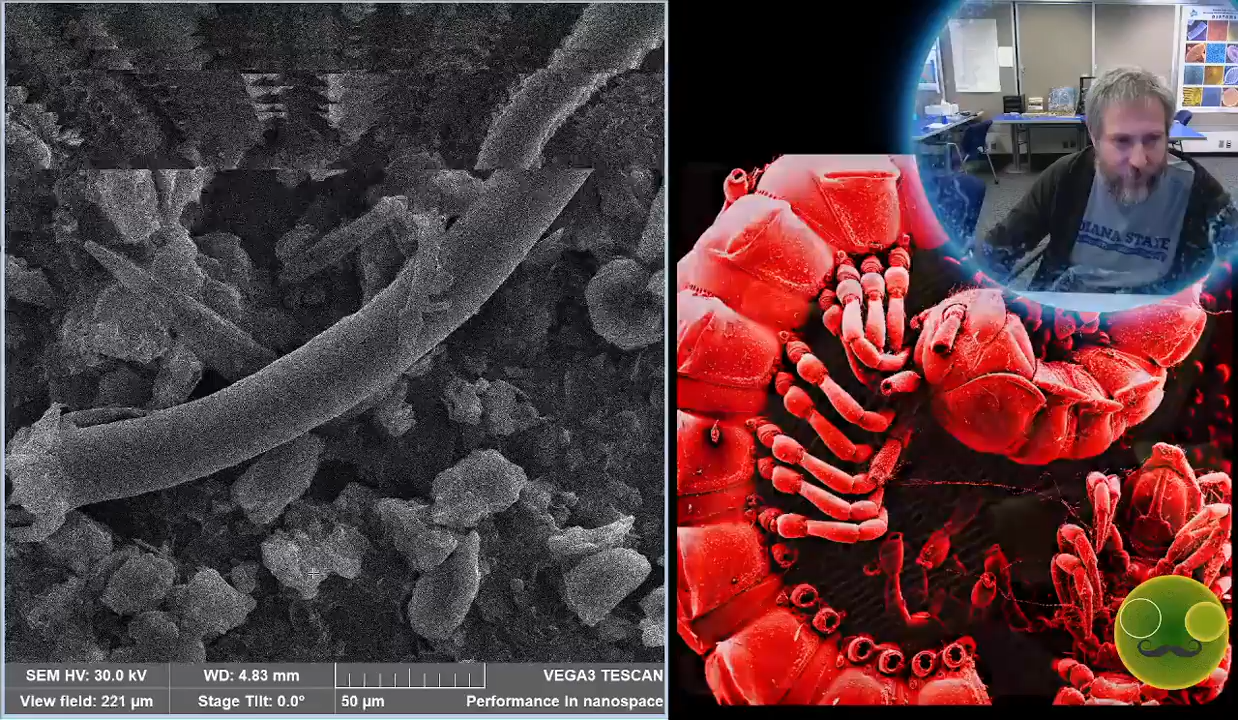 SEM HV: 30.0 kV
WD: 4.83 mm
VEGA3 TESCAN
View field: 221 µm
Stage Tilt: 0.0°
50 µm
Performance in nanospace
DIANA STATE